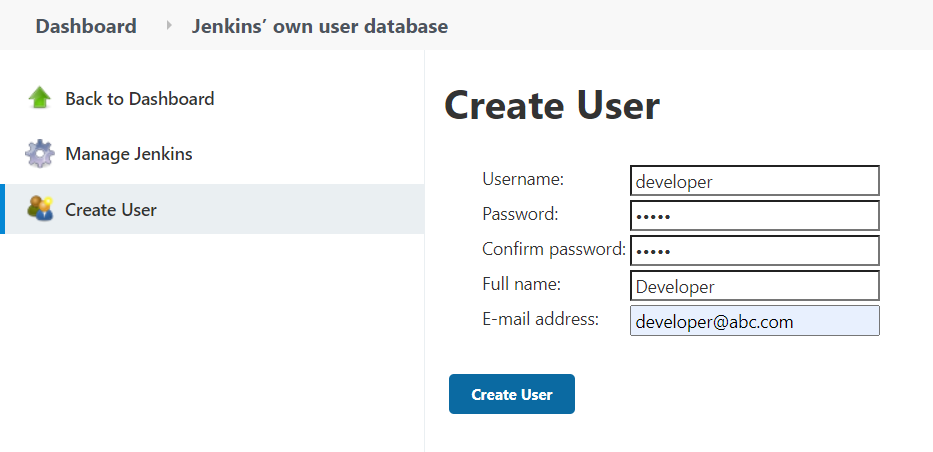 Dashboard Jenkins’ own user database
Back to Dashboard
Manage Jenkins
Create User
Create User
Username: developer
Password: •••••
Confirm password: •••••
Full name: Developer
E-mail address: developer@abc.com
Create User